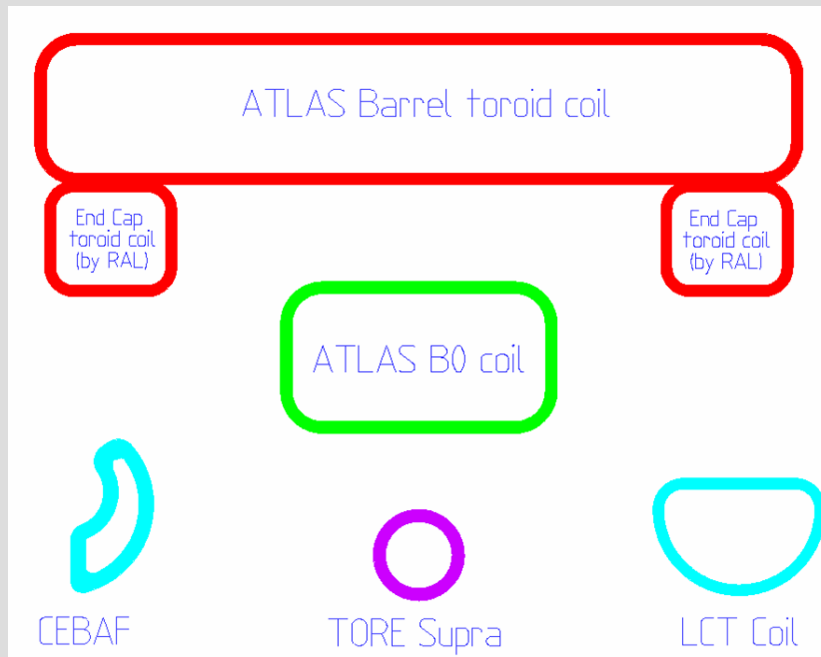 ATLAS Barrel toroid coil
End Cap
toroid coil
(by RAL)
End Cap
toroid coil
(by RAL)
ATLAS B0 coil
CEBAF
TORE Supra
LCT Coil